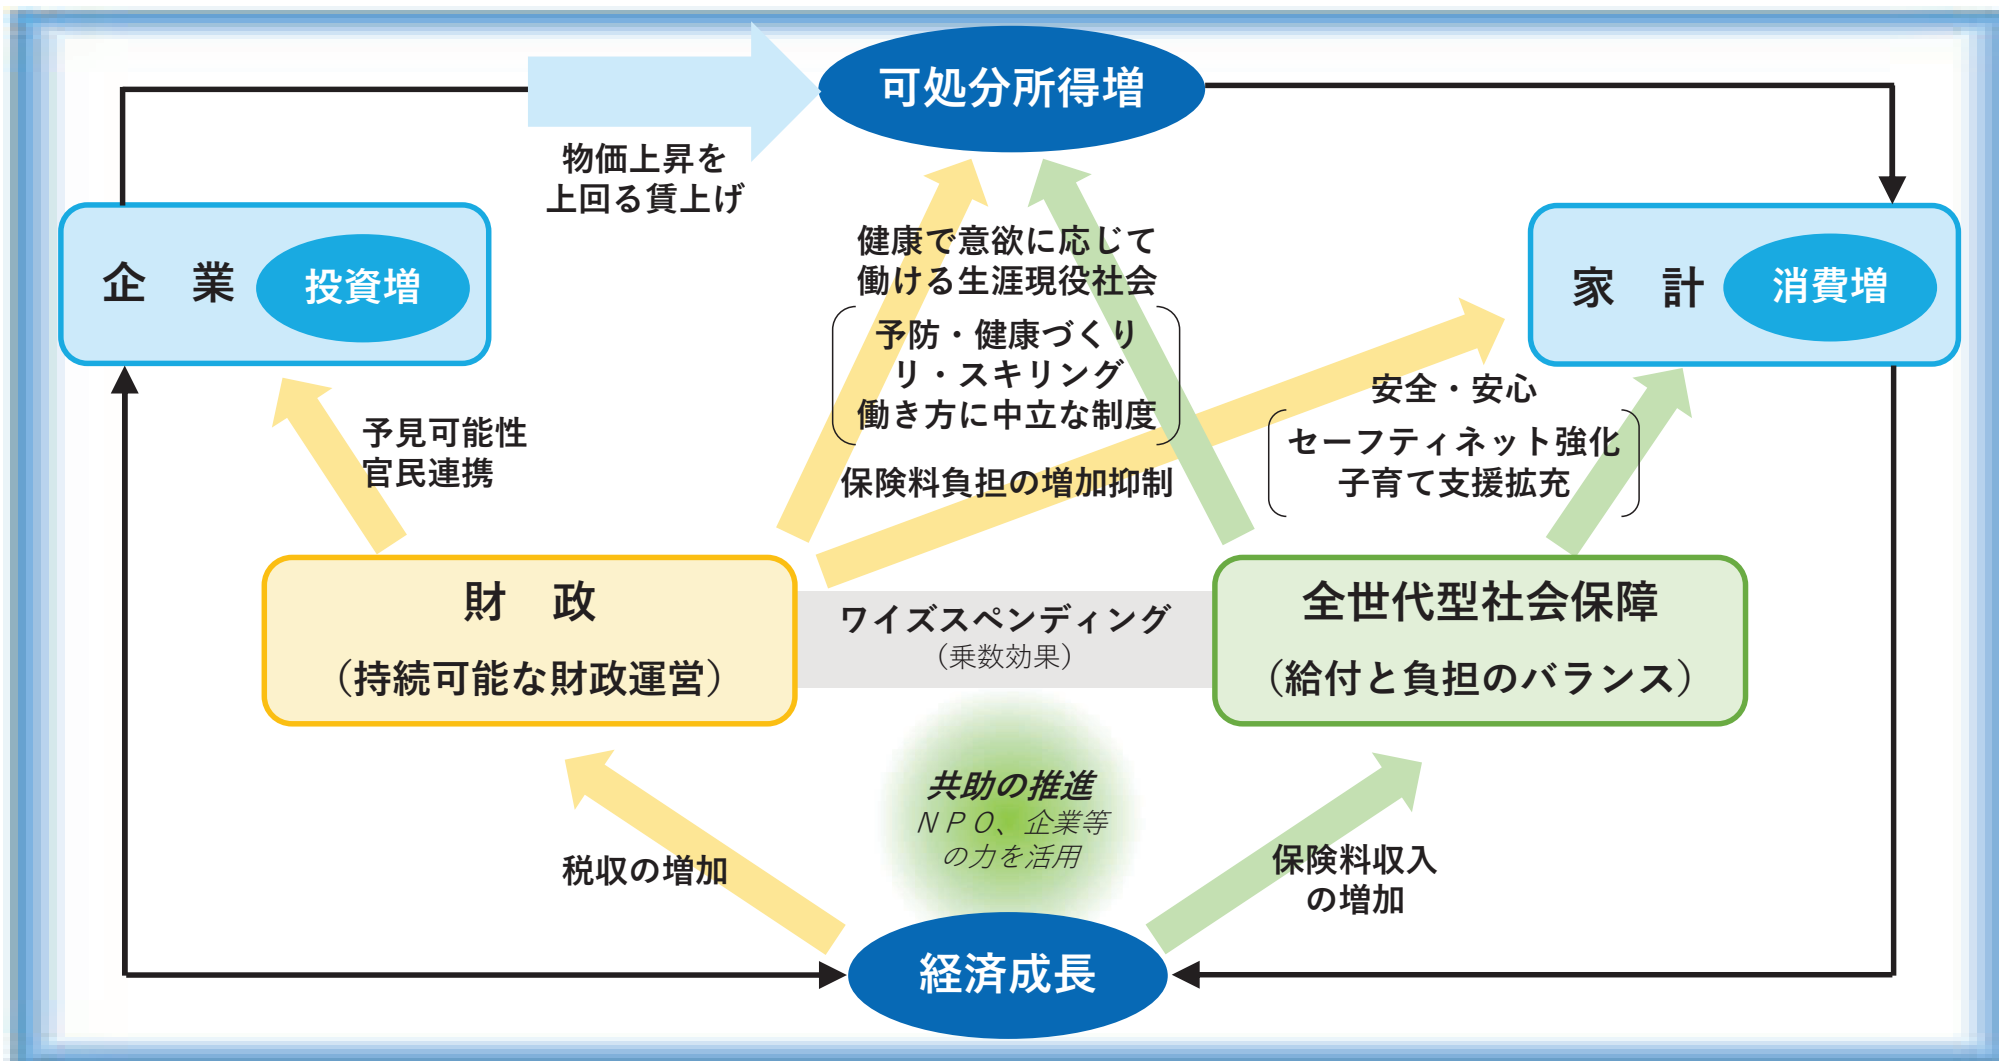 可処分所得増
物価上昇を
上回る賃上げ
企　業
投資増
健康で意欲に応じて
働ける生涯現役社会
予防・健康づくり
リ・スキリング
働き方に中立な制度
保険料負担の増加抑制
家　計
消費増
予見可能性
官民連携
安全・安心
セーフティネット強化
子育て支援拡充
財　政
（持続可能な財政運営）
ワイズスペンディング
（乗数効果）
全世代型社会保障
（給付と負担のバランス）
共助の推進
ＮＰＯ、企業等
の力を活用
税収の増加
保険料収入
の増加
経済成長